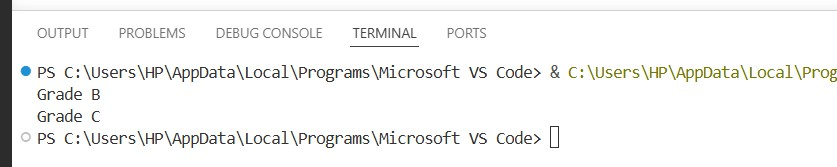 OUTPUT PROBLEMS DEBUG CONSOLE TERMINAL PORTS
PS C:\Users\HP\AppData\Local\Programs\Microsoft VS Code> & C:\Users\HP\AppData\Local\Prog
Grade B
Grade C
PS C:\Users\HP\AppData\Local\Programs\Microsoft VS Code>